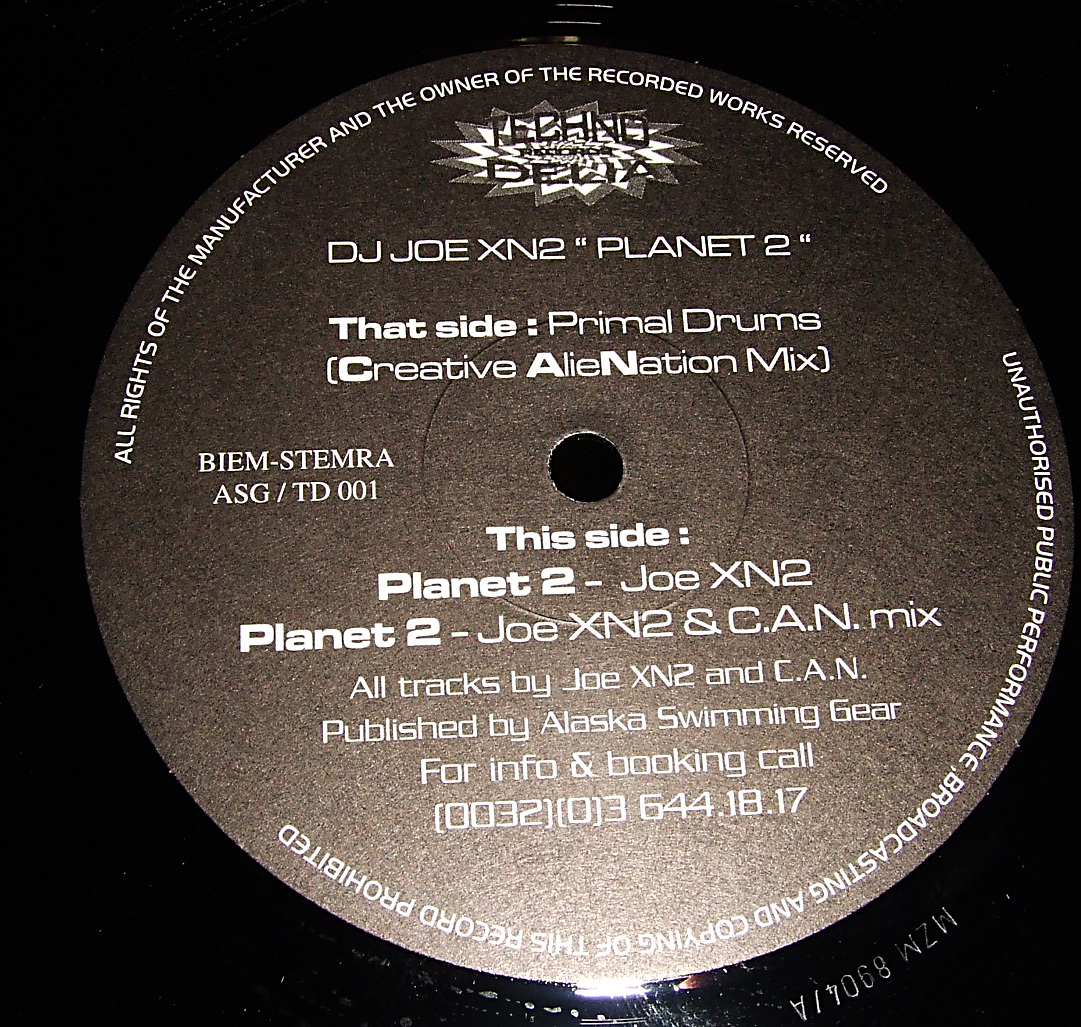 ALL RIGHTS OF THE MANUFACTURER AND THE OWNER OF THE RECORDED WORKS RESERVED
TECHNO
RECORDS
DELTA
DJ JOE XN2 “ PLANET 2 “
That side : Primal Drums
(Creative AlieNation Mix)
BIEM-STEMRA
ASG / TD 001
This side :
Planet 2 - Joe XN2
Planet 2 - Joe XN2 & C.A.N. mix
All tracks by Joe XN2 and C.A.N.
Published by Alaska Swimming Gear
For info & booking call
(0032)(0)3 644.18.17
UNAUTHORISED PUBLIC PERFORMANCE, BROADCASTING AND COPYING OF THIS RECORD PROHIBITED
MZM 8904/A